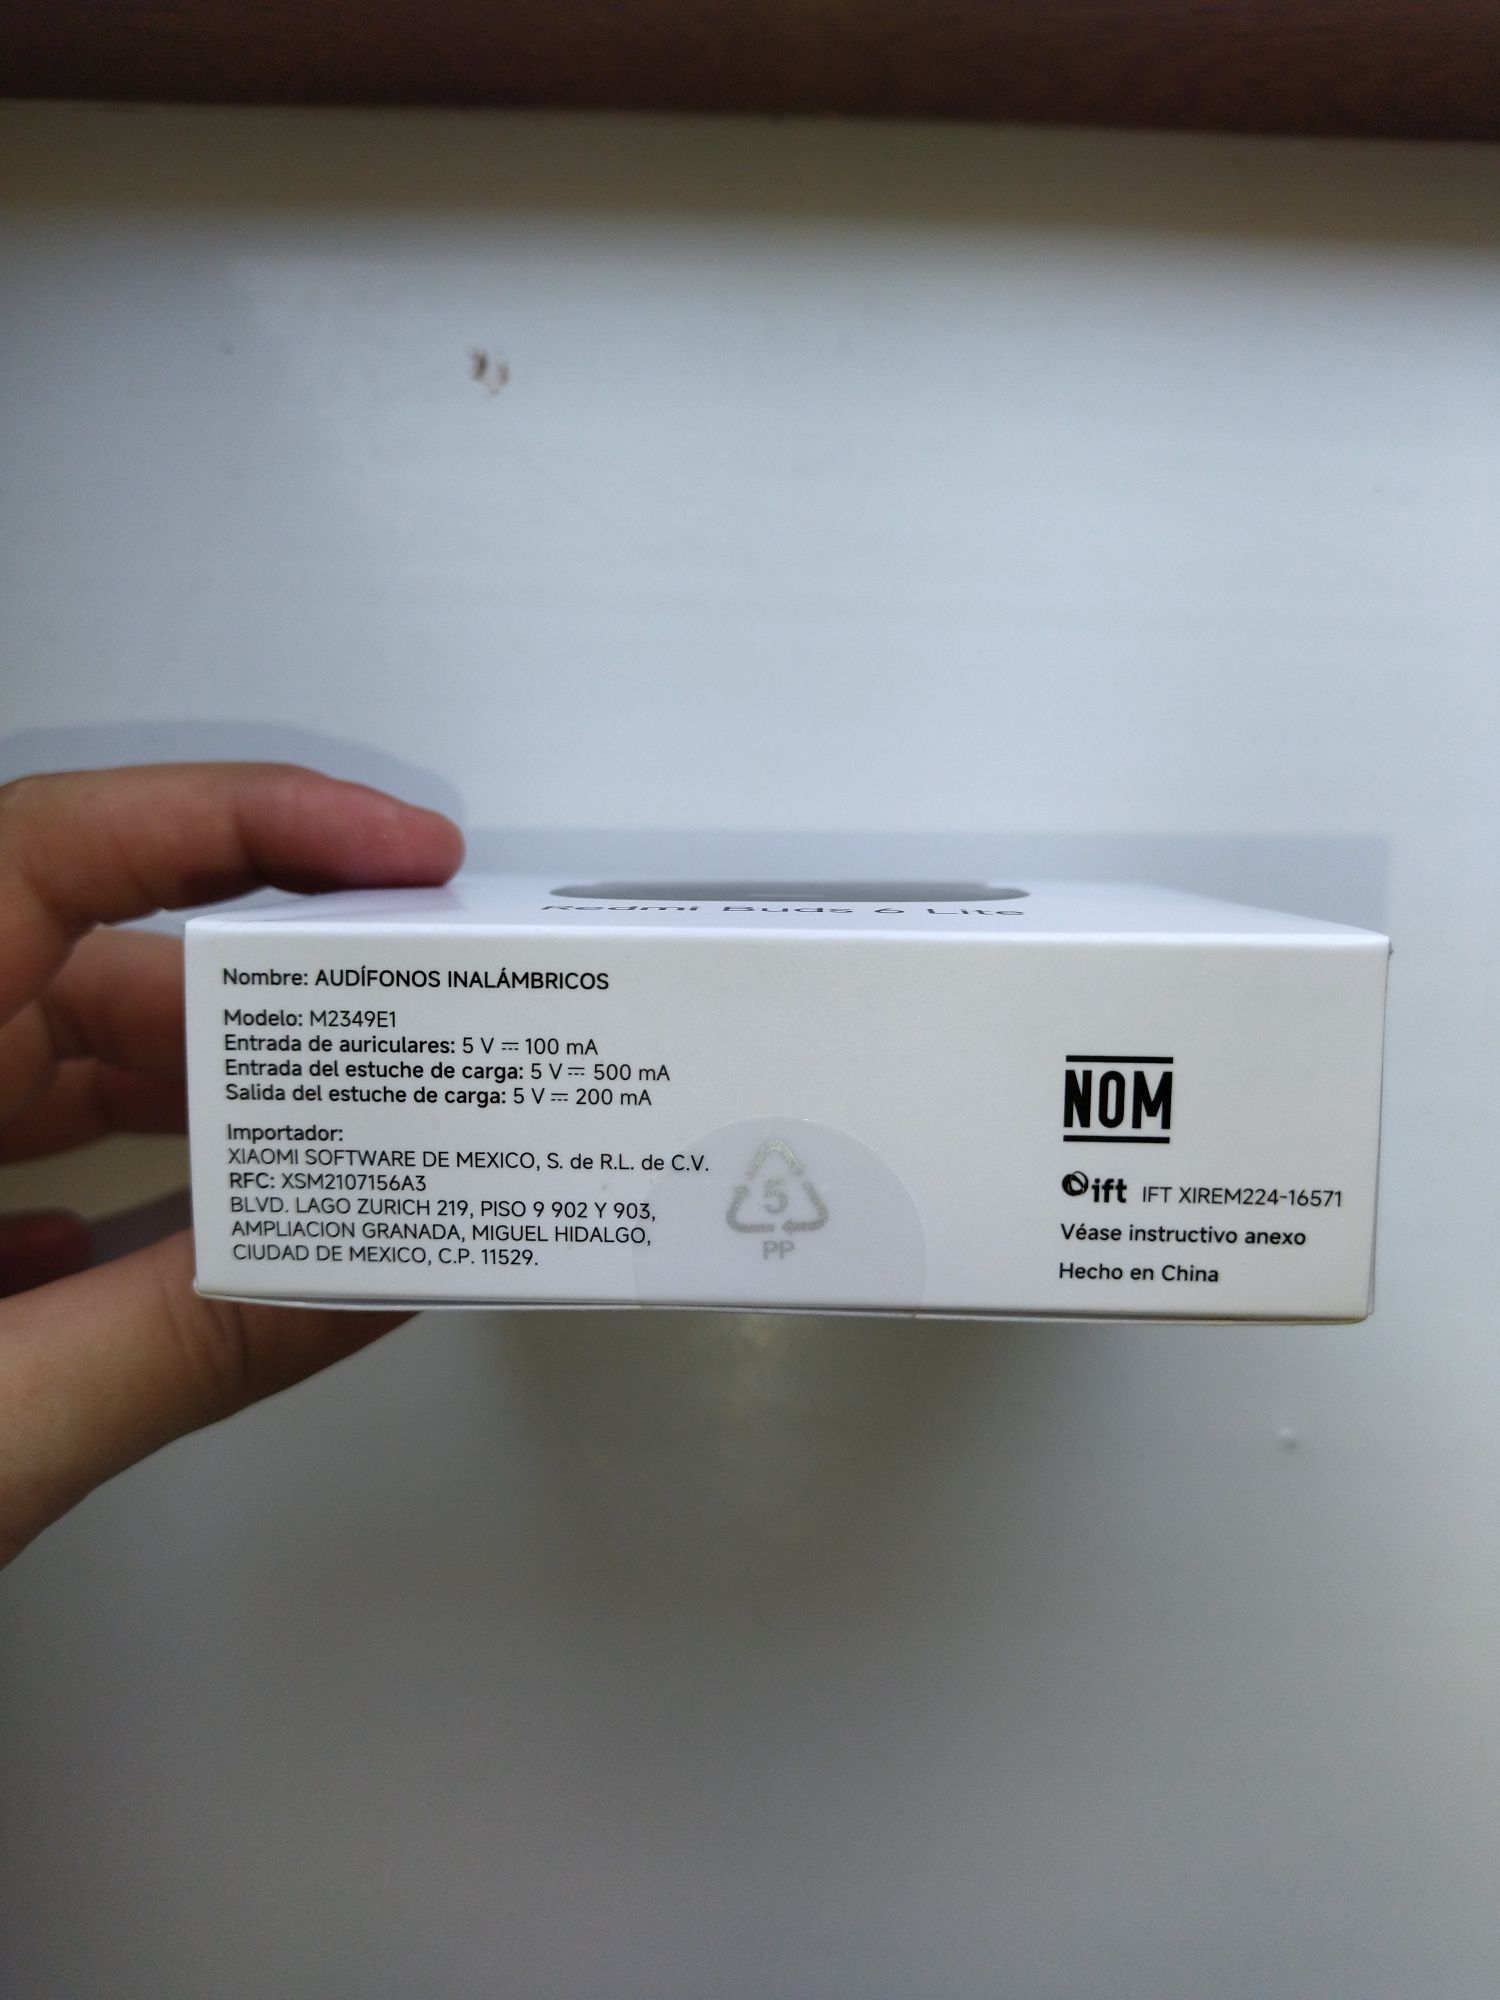 Redmi Buds 6 Lite
Nombre: AUDÍFONOS INALÁMBRICOS
Modelo: M2349E1
Entrada de auriculares: 5 V ⎓ 100 mA
Entrada del estuche de carga: 5 V ⎓ 500 mA
Salida del estuche de carga: 5 V ⎓ 200 mA
Importador:
XIAOMI SOFTWARE DE MEXICO, S. de R.L. de C.V.
RFC: XSM2107156A3
BLVD. LAGO ZURICH 219, PISO 9 902 Y 903,
AMPLIACION GRANADA, MIGUEL HIDALGO,
CIUDAD DE MEXICO, C.P. 11529.
5
PP
NOM
ift IFT XIREM224-16571
Véase instructivo anexo
Hecho en China